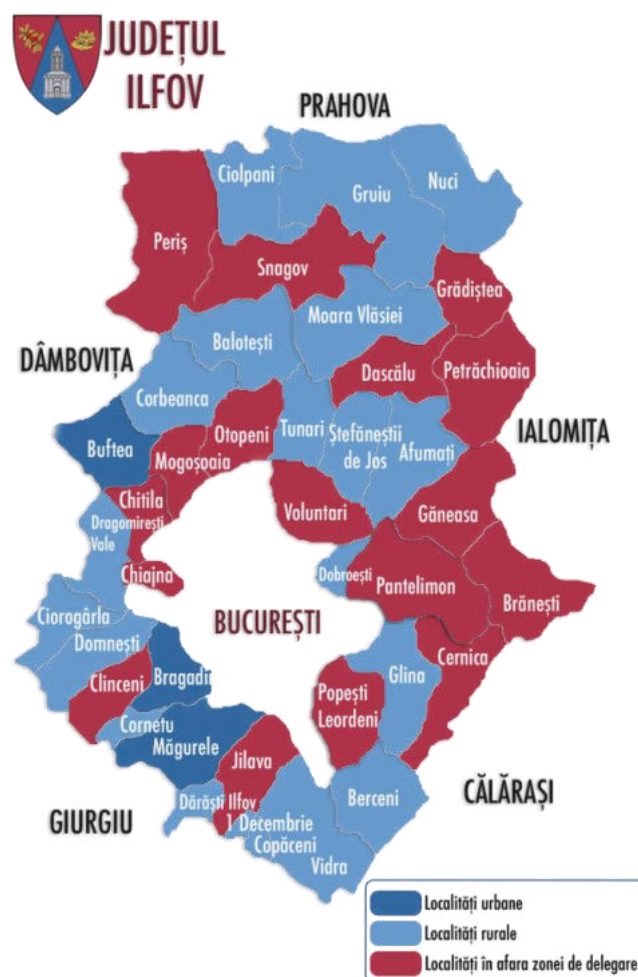 JUDEȚUL
ILFOV
PRAHOVA
Ciolpani
Gruiu
Nuci
Periș
Snagov
Grădiștea
Moara Vlăsiei
Balotești
DÂMBOVIȚA
Dascălu
Petrăchioaia
Corbeanca
IALOMIȚA
Otopeni
Tunari
Ștefăneștii
de Jos
Afumați
Buftea
Mogoșoaia
Chitila
Voluntari
Găneasa
Dragomirești
Vale
Chiajna
Dobroești
Pantelimon
Brănești
Ciorogârla
BUCUREȘTI
Domnești
Cernica
Clinceni
Bragadiru
Glina
Popești
Leordeni
Cornetu
Măgurele
Jilava
CĂLĂRAȘI
GIURGIU
Dărăști Ilfov
Berceni
1 Decembrie
Copăceni
Vidra
Localități urbane
Localități rurale
Localități în afara zonei de delegare